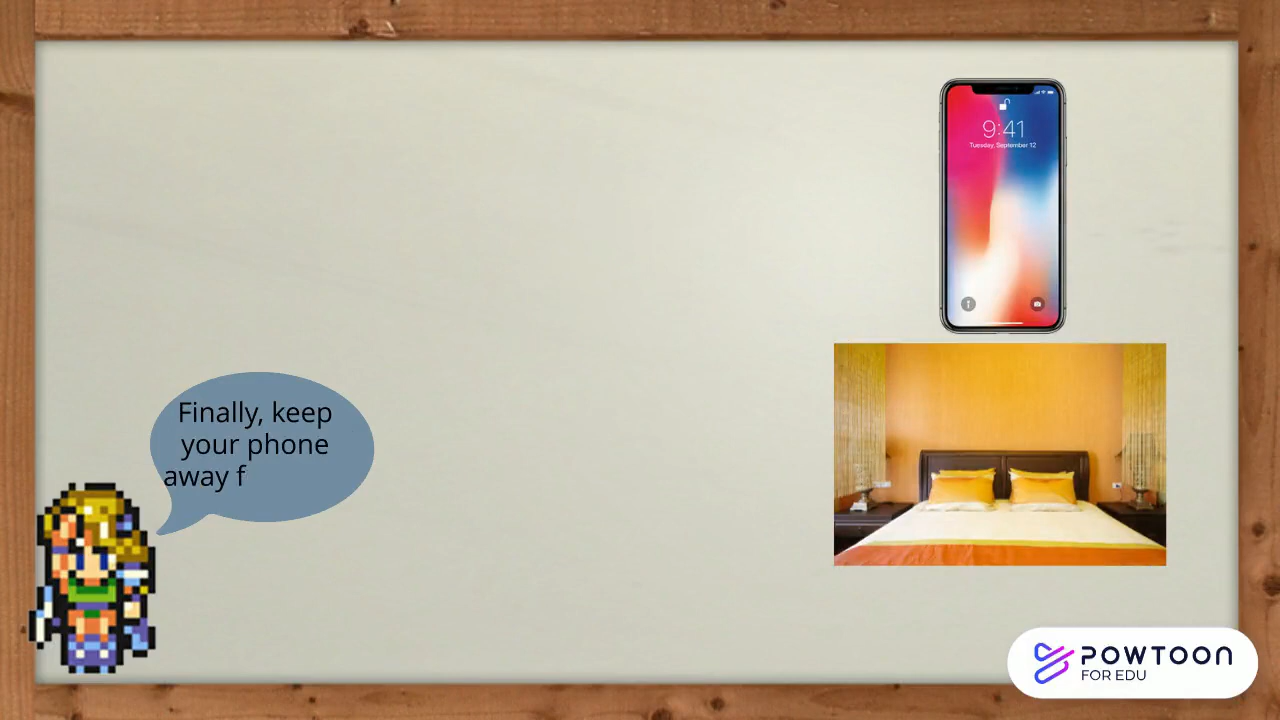 9:41
Tuesday, September 12
Finally, keep
your phone
away f
POWTOON
FOR EDU